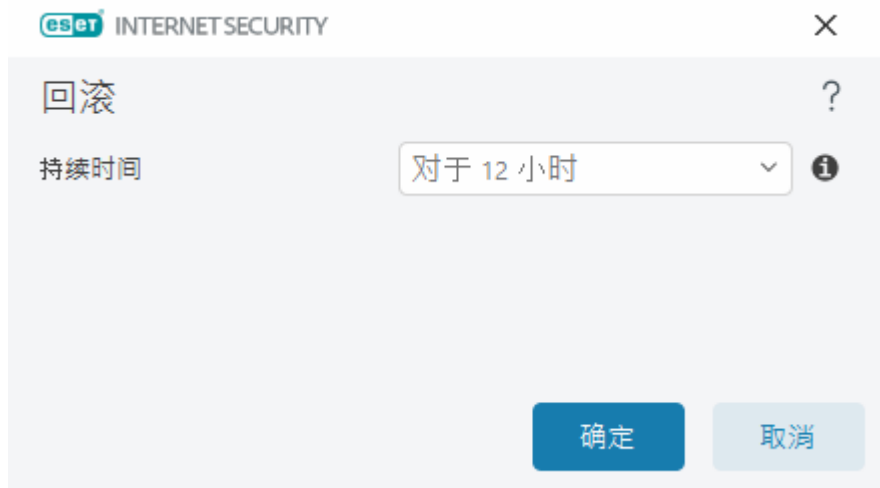 eset INTERNET SECURITY
回滚
?
持续时间
对于 12 小时
确定
取消